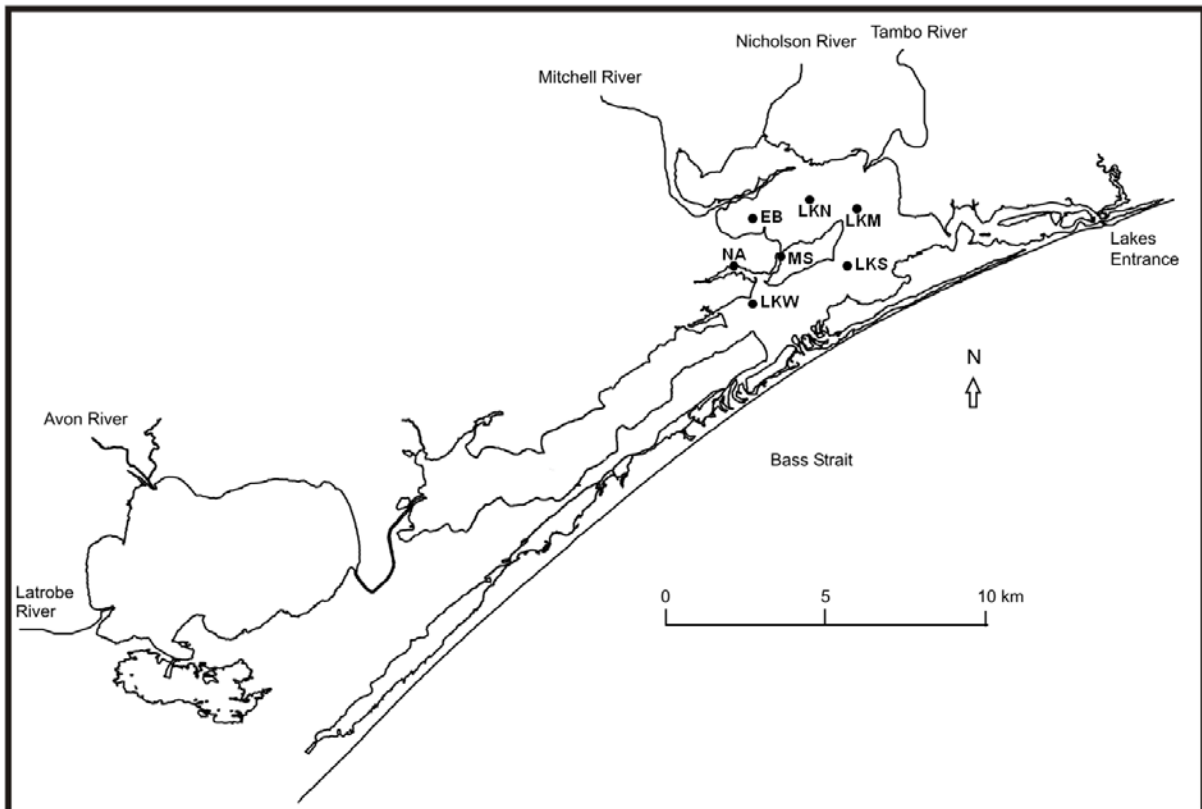 Nicholson River
Tambo River
Mitchell River
LKN
EB
LKM
NA
MS
LKS
LKW
Lakes
Entrance
N
Avon River
Bass Strait
Latrobe
River
0
5
10 km